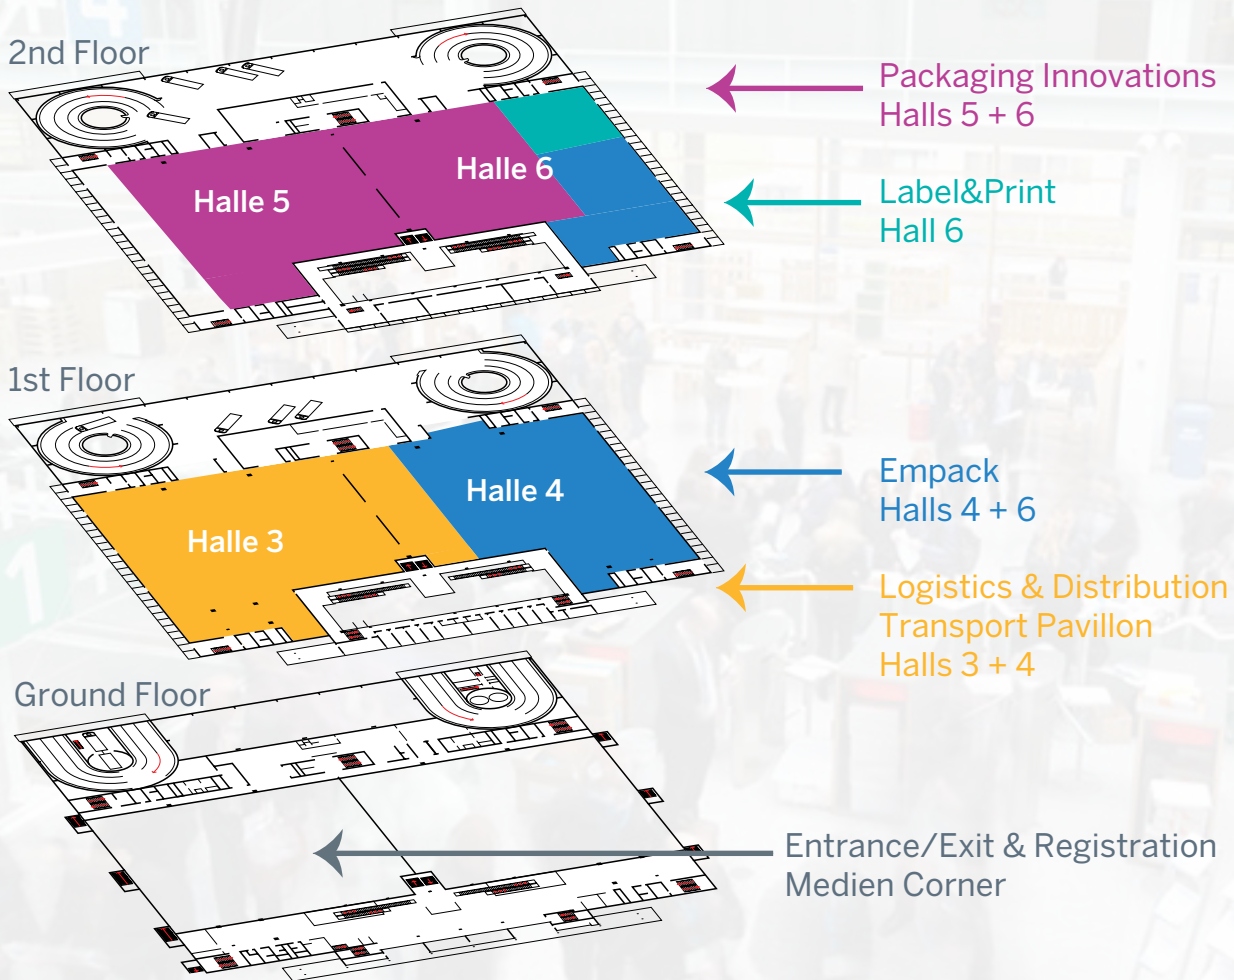 2nd Floor
Packaging Innovations
Halls 5 + 6
Halle 6
Halle 5
Label&Print
Hall 6
1st Floor
Empack
Halls 4 + 6
Halle 4
Halle 3
Logistics & Distribution
Transport Pavillon
Halls 3 + 4
Ground Floor
Entrance/Exit & Registration
Medien Corner